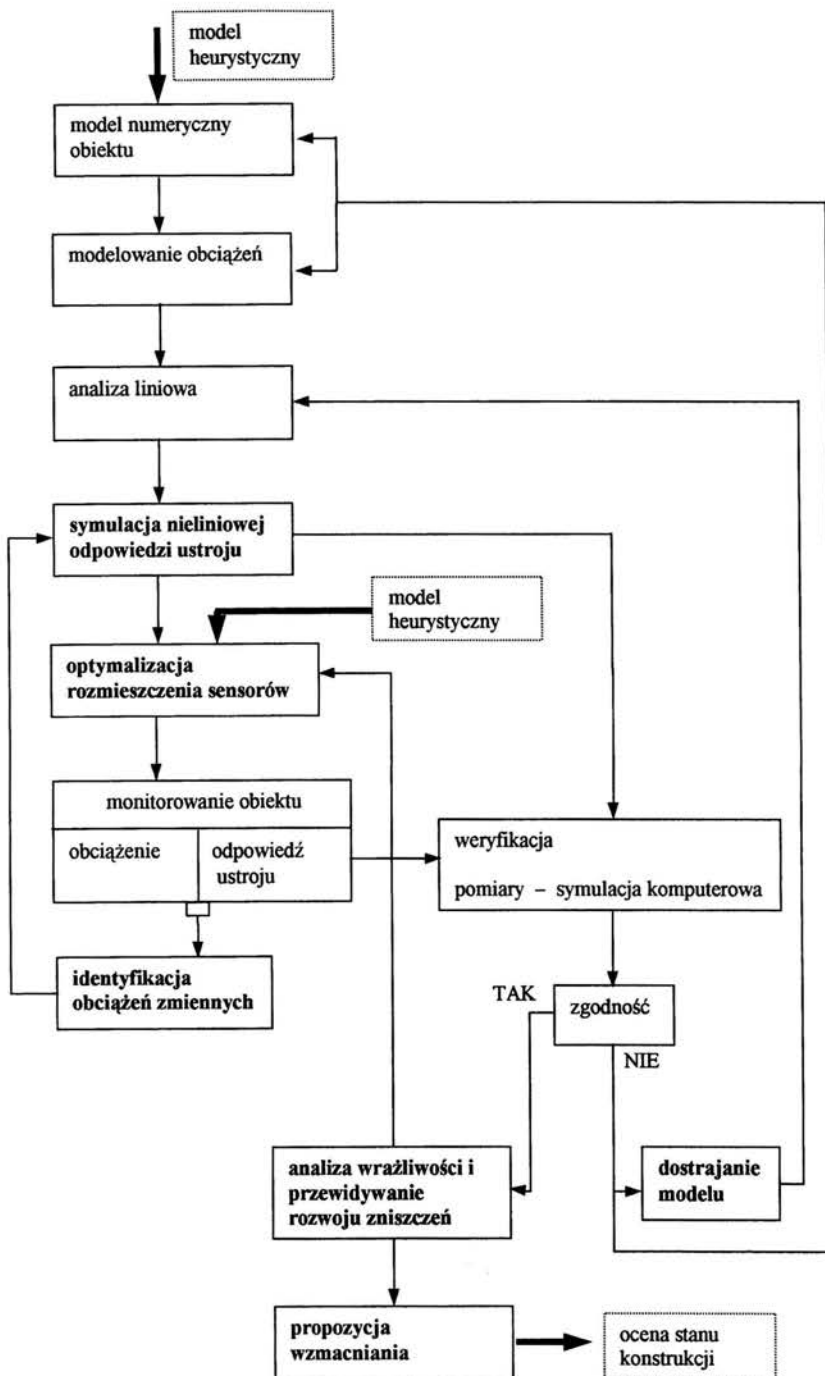 model
heurystyczny
model numeryczny
obiektu
modelowanie obciążeń
analiza liniowa
symulacja nieliniowej
odpowiedzi ustroju
model
heurystyczny
optymalizacja
rozmieszczenia sensorów
monitorowanie obiektu
obciążenie
odpowiedź
ustroju
weryfikacja
pomiary – symulacja komputerowa
identyfikacja
obciążeń zmiennych
TAK
zgodność
NIE
analiza wrażliwości i
przewidywanie
rozwoju zniszczeń
dostrajanie
modelu
propozycja
wzmacniania
ocena stanu
konstrukcji